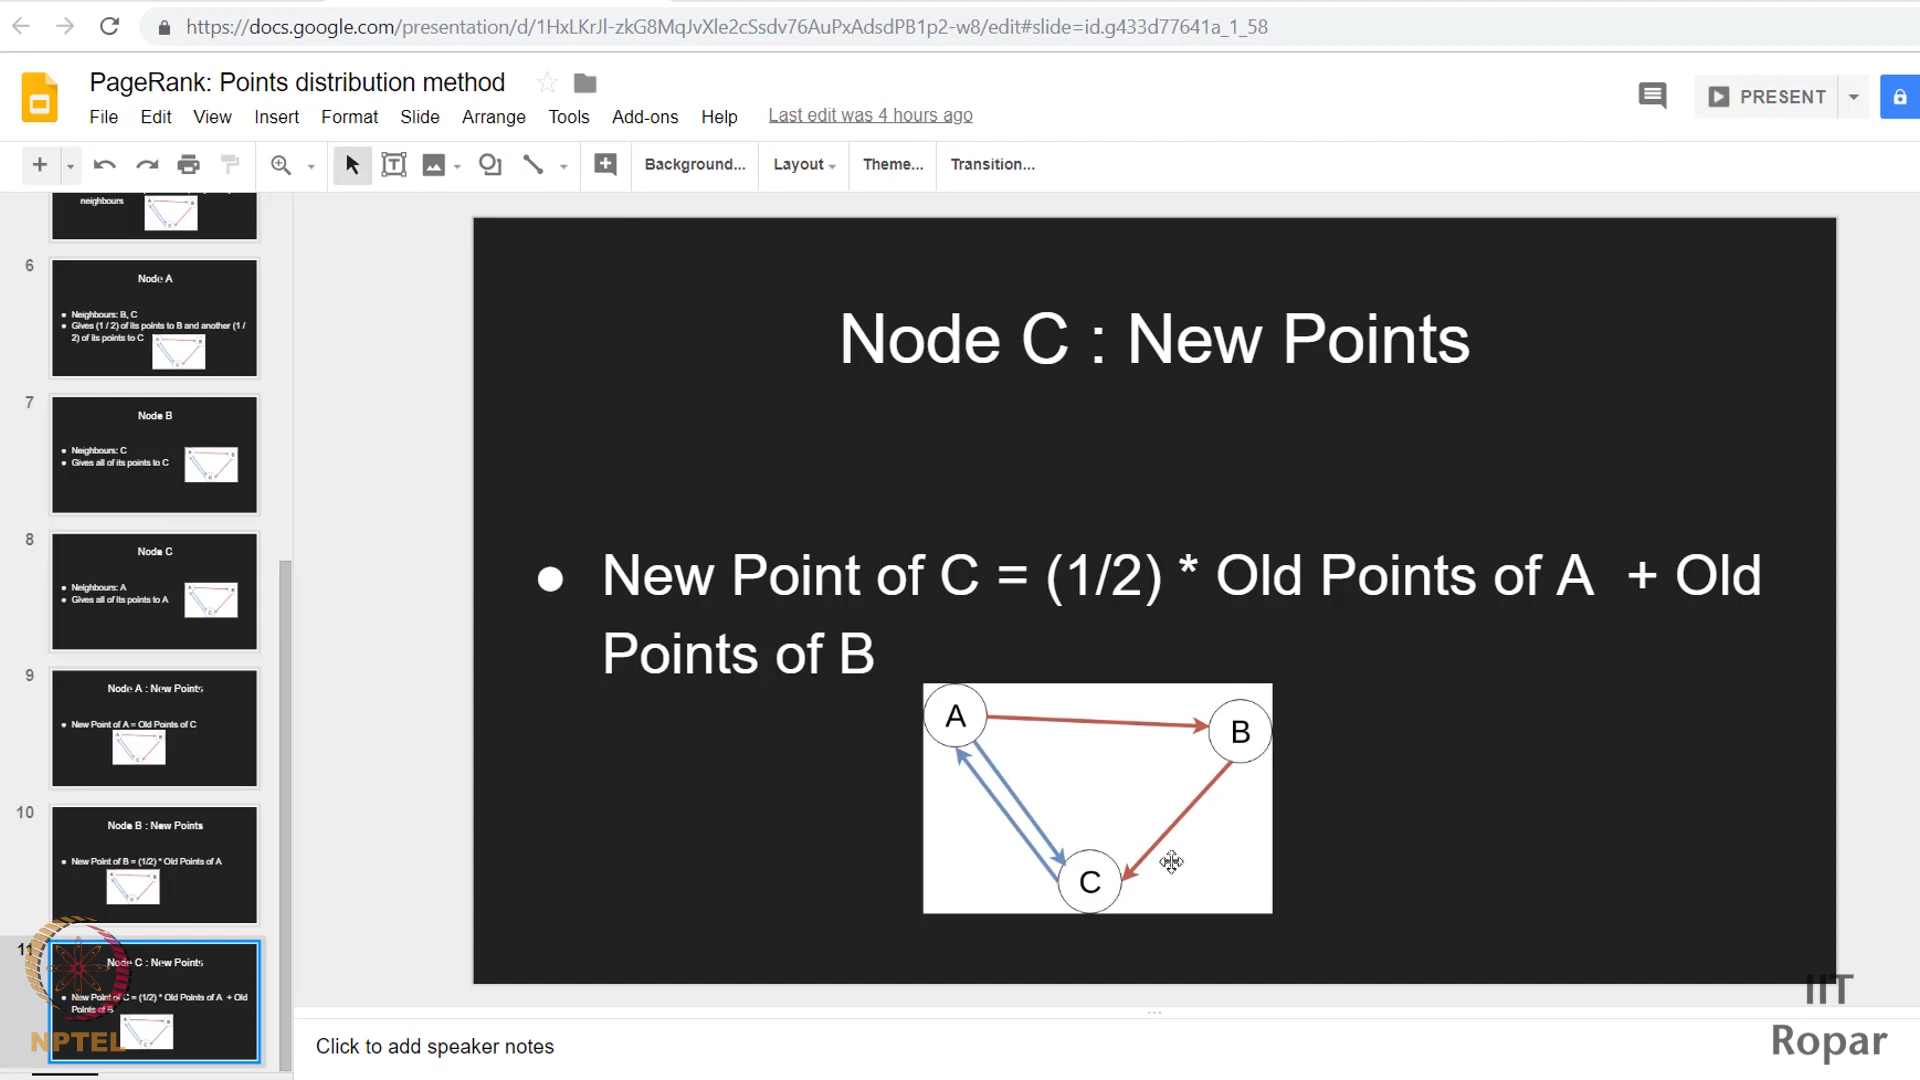 https://docs.google.com/presentation/d/1HxLKrJl-zkG8MqJvXle2cSsdv76AuPxAdsdPB1p2-w8/edit#slide=id.g433d77641a_1_58
PageRank: Points distribution method
File Edit View Insert Format Table Slide Arrange Tools Add-ons Help Last edit was 4 hours ago
PRESENT
Background... Layout Theme... Transition...
neighbours
A B C
6
Node A
● Neighbours: B, C
● Gives (1 / 2) of its points to B and another (1 /
2) of its points to C
A B C
7
Node B
● Neighbours: C
● Gives all of its points to C
A B C
8
Node C
● Neighbours: A
● Gives all of its points to A
A B C
9
Node A : New Points
● New Point of A = Old Points of C
A B C
10
Node B : New Points
● New Point of B = (1/2) * Old Points of A
A B C
11
Node C : New Points
● New Point of C = (1/2) * Old Points of A + Old
Points of B
A B C
NPTEL
Node C : New Points
● New Point of C = (1/2) * Old Points of A + Old
Points of B
A
B
C
Click to add speaker notes
IIT
Ropar